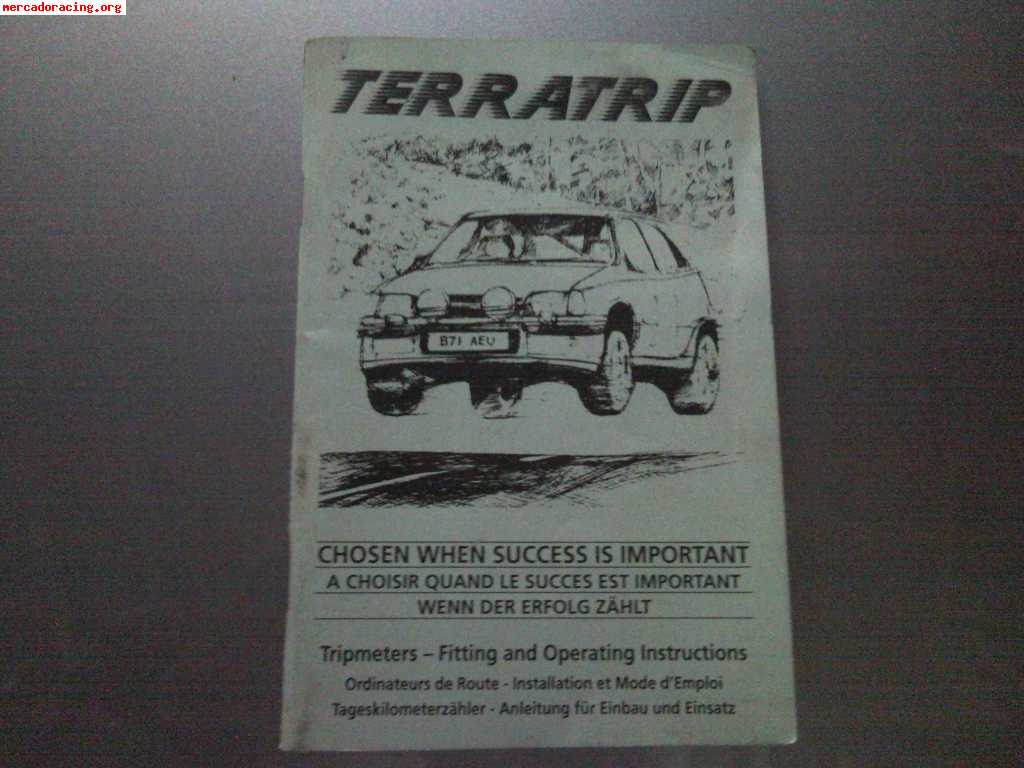 mercadoracing.org
TERRATRIP
B71 AEU
CHOSEN WHEN SUCCESS IS IMPORTANT
A CHOISIR QUAND LE SUCCES EST IMPORTANT
WENN DER ERFOLG ZÄHLT
Tripmeters – Fitting and Operating Instructions
Ordinateurs de Route - Installation et Mode d'Emploi
Tageskilometerzähler - Anleitung für Einbau und Einsatz